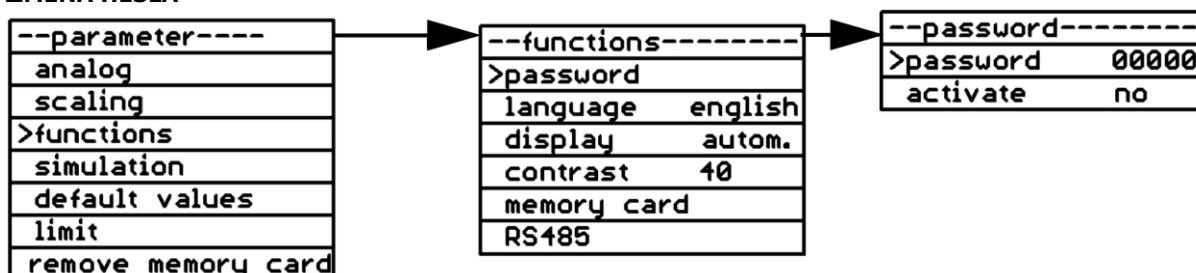 --parameter----
analog
scaling
>functions
simulation
default values
limit
remove memory card
--functions--------
>password
language english
display autom.
contrast 40
memory card
RS485
--password--------
>password 00000
activate no